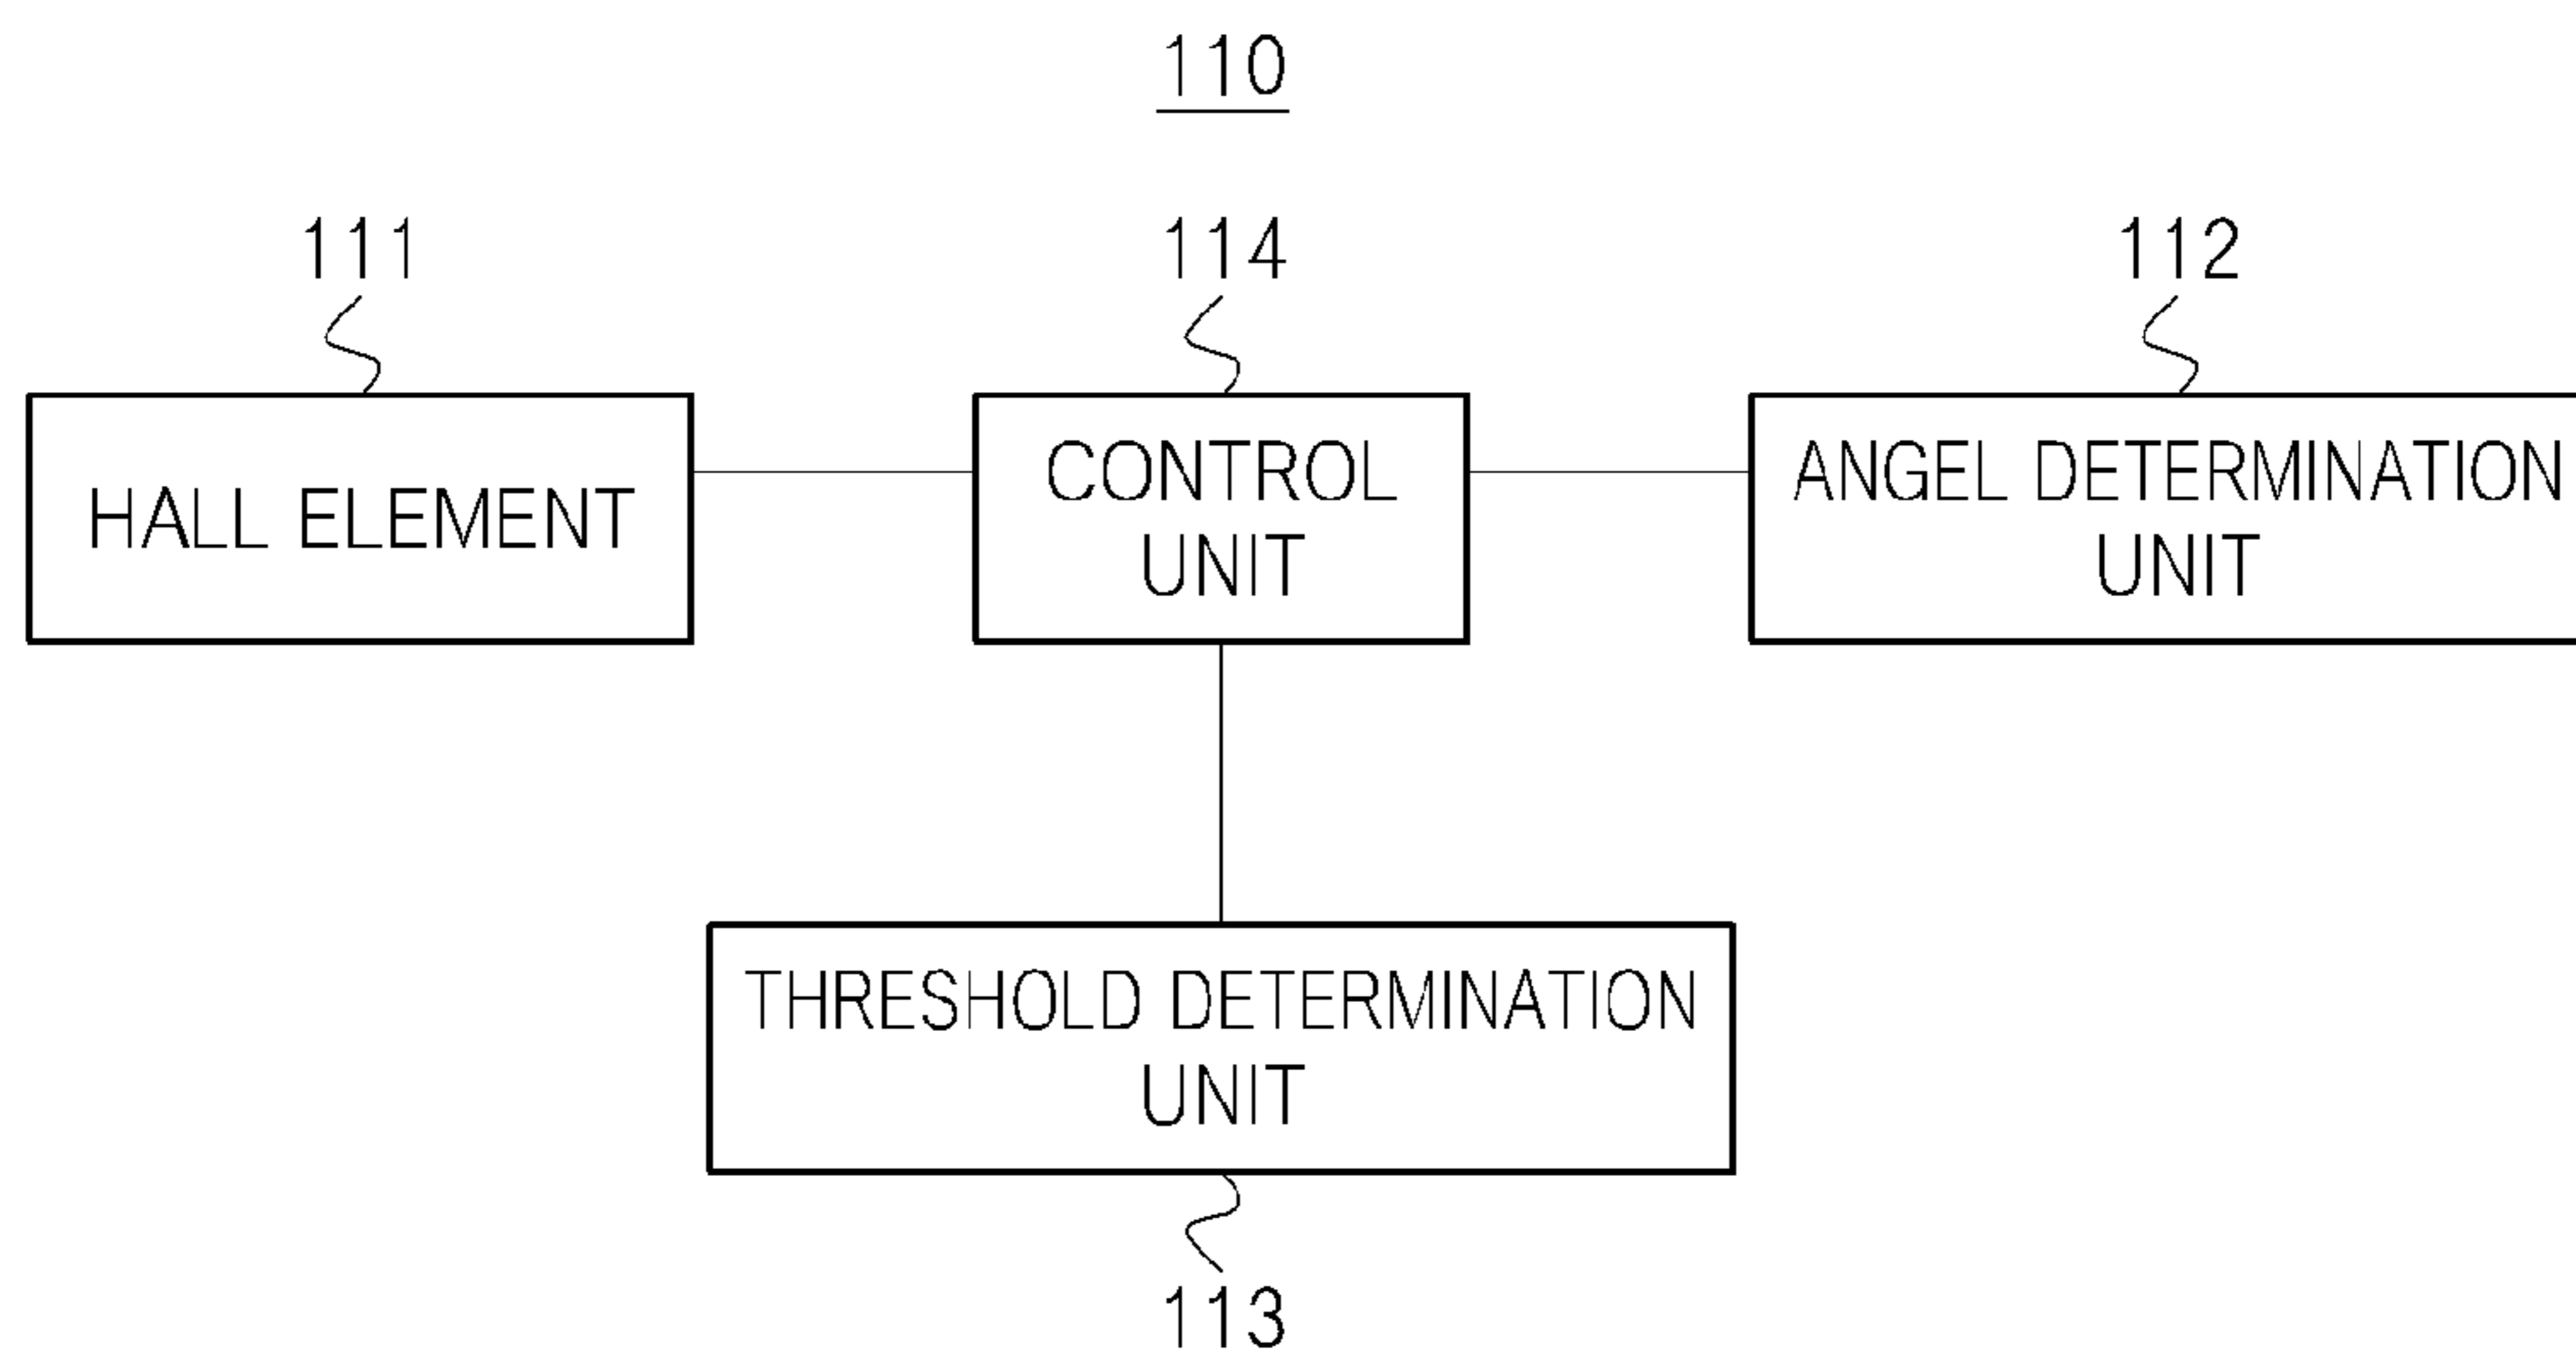 110
111
114
112
HALL ELEMENT
CONTROL
UNIT
ANGEL DETERMINATION
UNIT
THRESHOLD DETERMINATION
UNIT
113